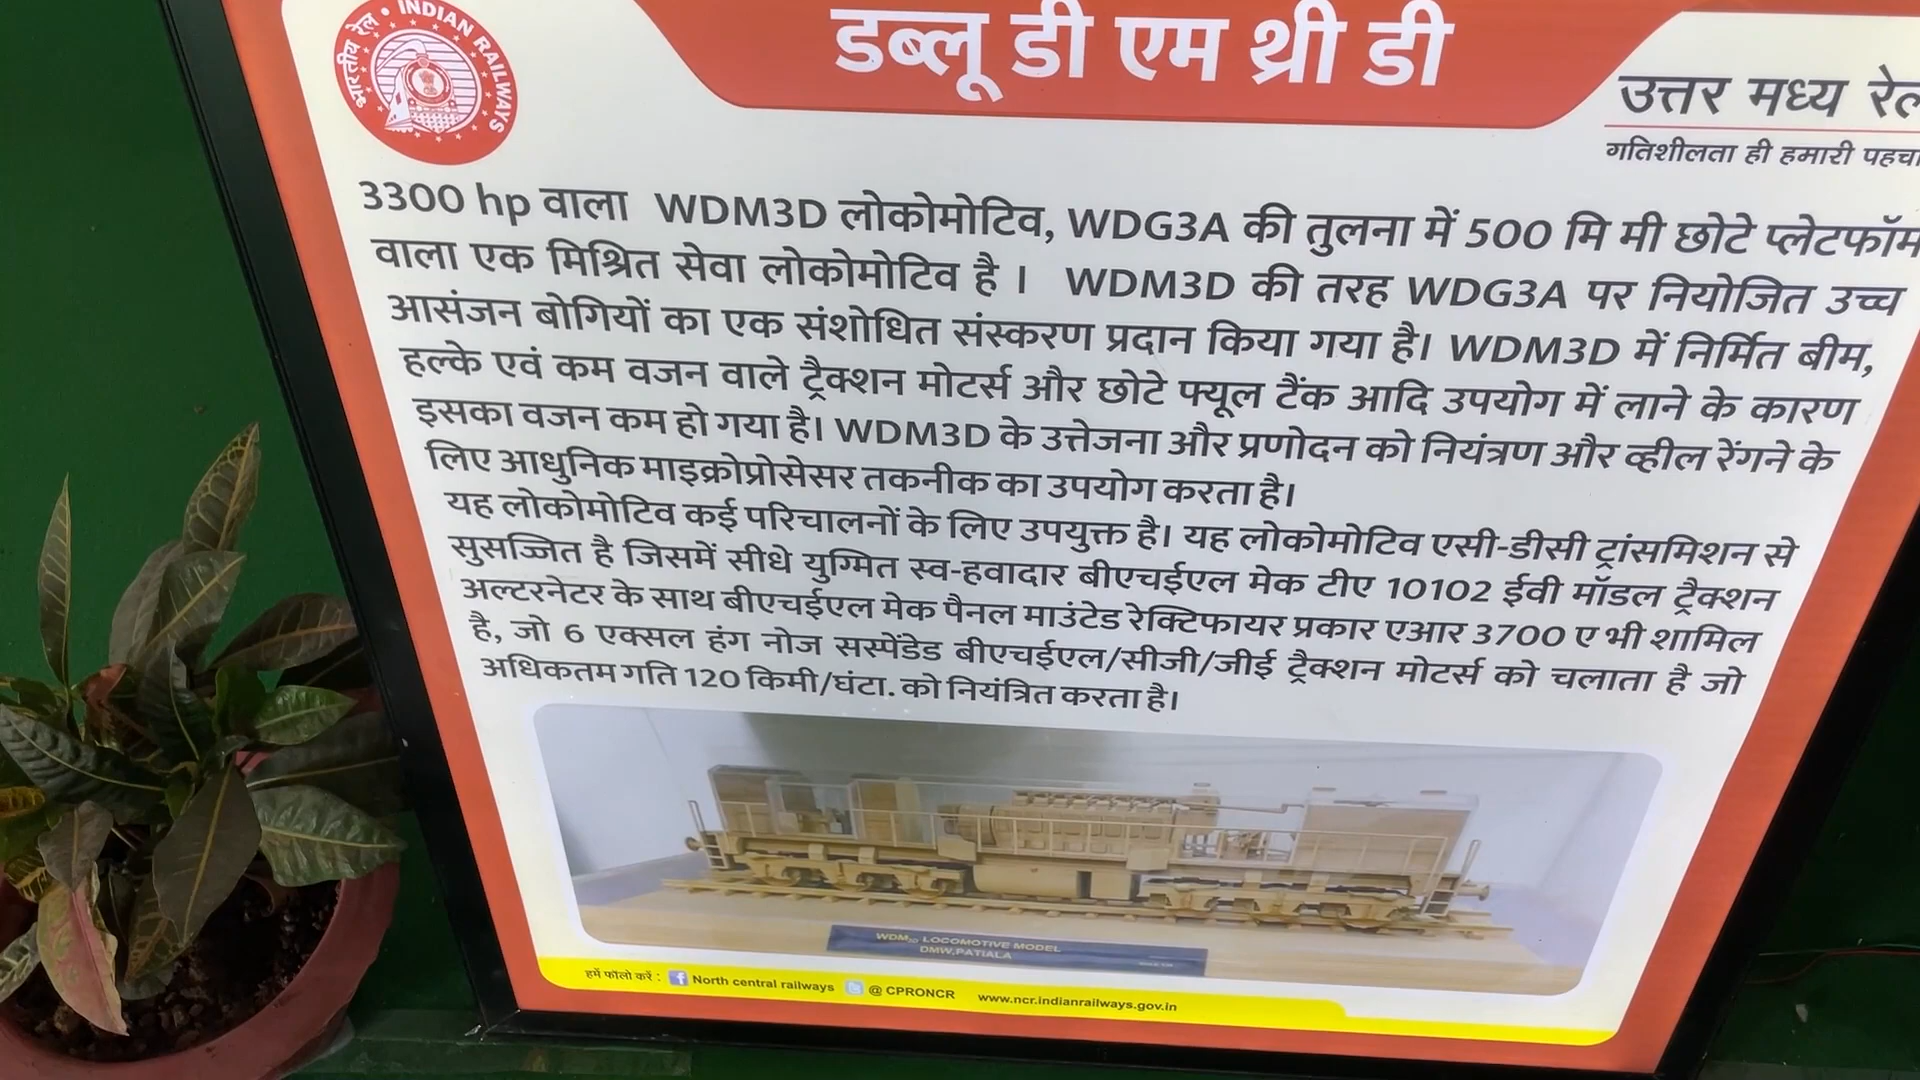 भारतीय रेल • INDIAN RAILWAYS
डब्लू डी एम थ्री डी
उत्तर मध्य
गतिशीलता ही हमारी
3300 hp वाला WDM3D लोकोमोटिव, WDG3A की तुलना में 500 मि मी छोटे प्लेटफॉर्म
वाला एक मिश्रित सेवा लोकोमोटिव है । WDM3D की तरह WDG3A पर नियोजित उच्च
आसंजन बोगियों का एक संशोधित संस्करण प्रदान किया गया है। WDM3D में निर्मित बीम,
हल्के एवं कम वजन वाले ट्रैक्शन मोटर्स और छोटे फ्यूल टैंक आदि उपयोग में लाने के कारण
इसका वजन कम हो गया है। WDM3D के उत्तेजना और प्रणोदन को नियंत्रण और व्हील रेंगने के
लिए आधुनिक माइक्रोप्रोसेसर तकनीक का उपयोग करता है।
यह लोकोमोटिव कई परिचालनों के लिए उपयुक्त है। यह लोकोमोटिव एसी-डीसी ट्रांसमिशन से
सुसज्जित है जिसमें सीधे युग्मित स्व-हवादार बीएचईएल मेक टीए 10102 ईवी मॉडल ट्रैक्शन
अल्टरनेटर के साथ बीएचईएल मेक पैनल माउंटेड रेक्टिफायर प्रकार एआर 3700 ए भी शामिल
है, जो 6 एक्सल हंग नोज सस्पेंडेड बीएचईएल/सीजी/जीई ट्रैक्शन मोटर्स को चलाता है जो
अधिकतम गति 120 किमी/घंटा. को नियंत्रित करता है।
WDM3D LOCOMOTIVE MODEL
DMW,PATIALA
हमें फॉलो करें : North central railways @ CPRONCR www.ncr.indianrailways.gov.in